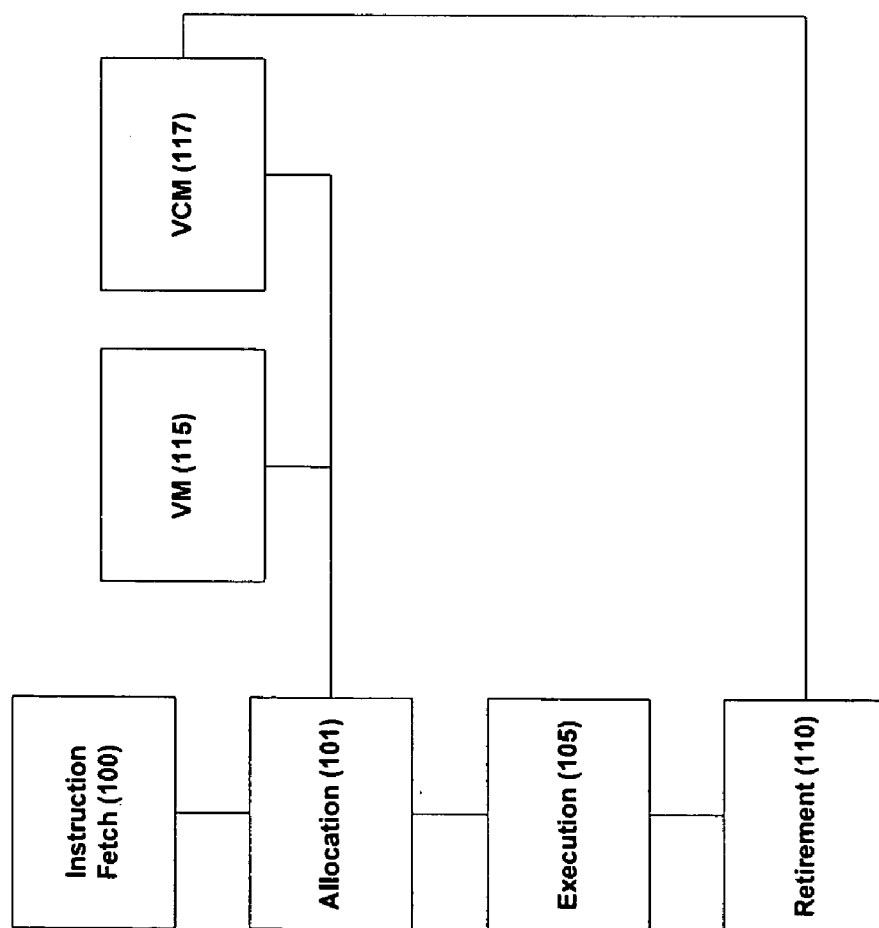 Instruction
Fetch (100)
Allocation (101)
Execution (105)
Retirement (110)
VM (115)
VCM (117)